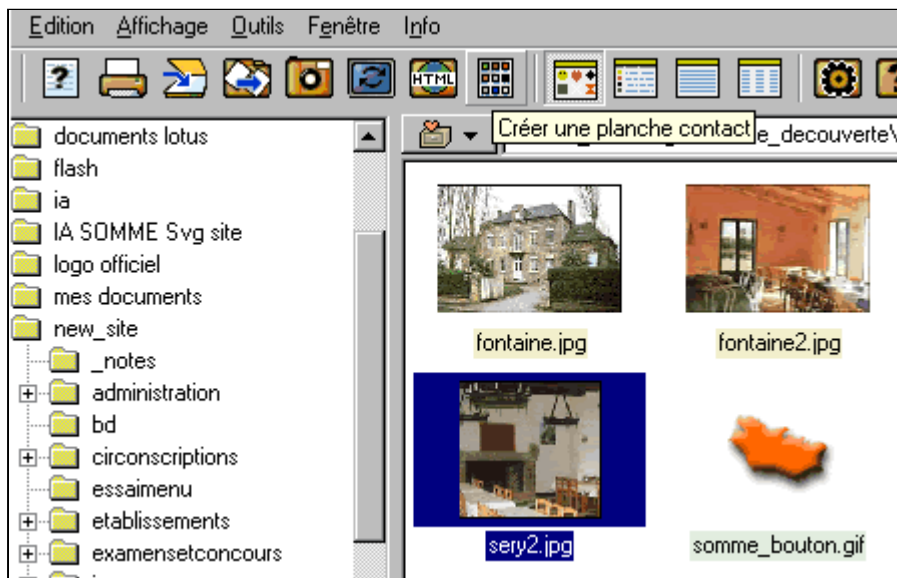 Edition Affichage Outils Fenêtre Info
HTML
Créer une planche contact
e_decouverte\
documents lotus
flash
ia
IA SOMME Svg site
logo officiel
mes documents
new_site
_notes
administration
bd
circonscriptions
essaimenu
etablissements
examensetconcours
fontaine.jpg
fontaine2.jpg
sery2.jpg
somme_bouton.gif